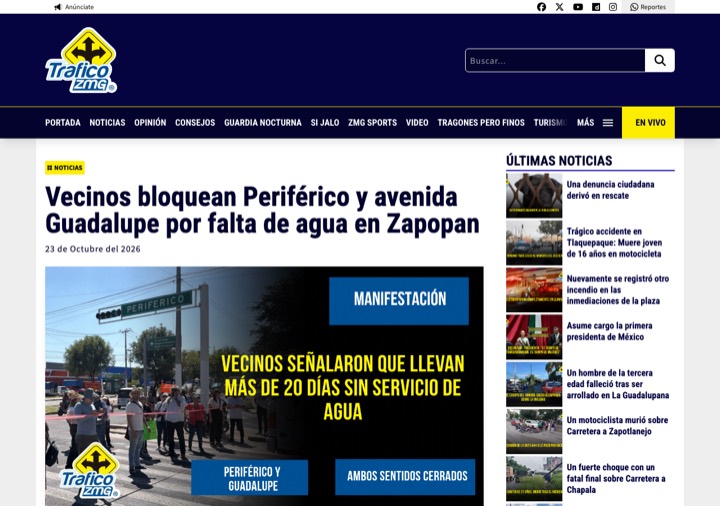 Anúnciate
Reportes
Trafico
ZMG
Buscar...
PORTADA NOTICIAS OPINIÓN CONSEJOS GUARDIA NOCTURNA SI JALO ZMG SPORTS VIDEO TRAGONES PERO FINOS TURISM MÁS EN VIVO
NOTICIAS
Vecinos bloquean Periférico y avenida
Guadalupe por falta de agua en Zapopan
23 de Octubre del 2026
PERIFERICO
MANIFESTACIÓN
VECINOS SEÑALARON QUE LLEVAN
MÁS DE 20 DÍAS SIN SERVICIO DE
AGUA
PERIFÉRICO Y
GUADALUPE
AMBOS SENTIDOS CERRADOS
Trafico
ZMG
ÚLTIMAS NOTICIAS
Una denuncia ciudadana
derivó en rescate
Trágico accidente en
Tlaquepaque: Muere joven
de 16 años en motocicleta
Nuevamente se registró otro
incendio en las
inmediaciones de la plaza
Asume cargo la primera
presidenta de México
Un hombre de la tercera
edad falleció tras ser
arrollado en La Guadalupana
Un motociclista murió sobre
Carretera a Zapotlanejo
Un fuerte choque con un
fatal final sobre Carretera a
Chapala